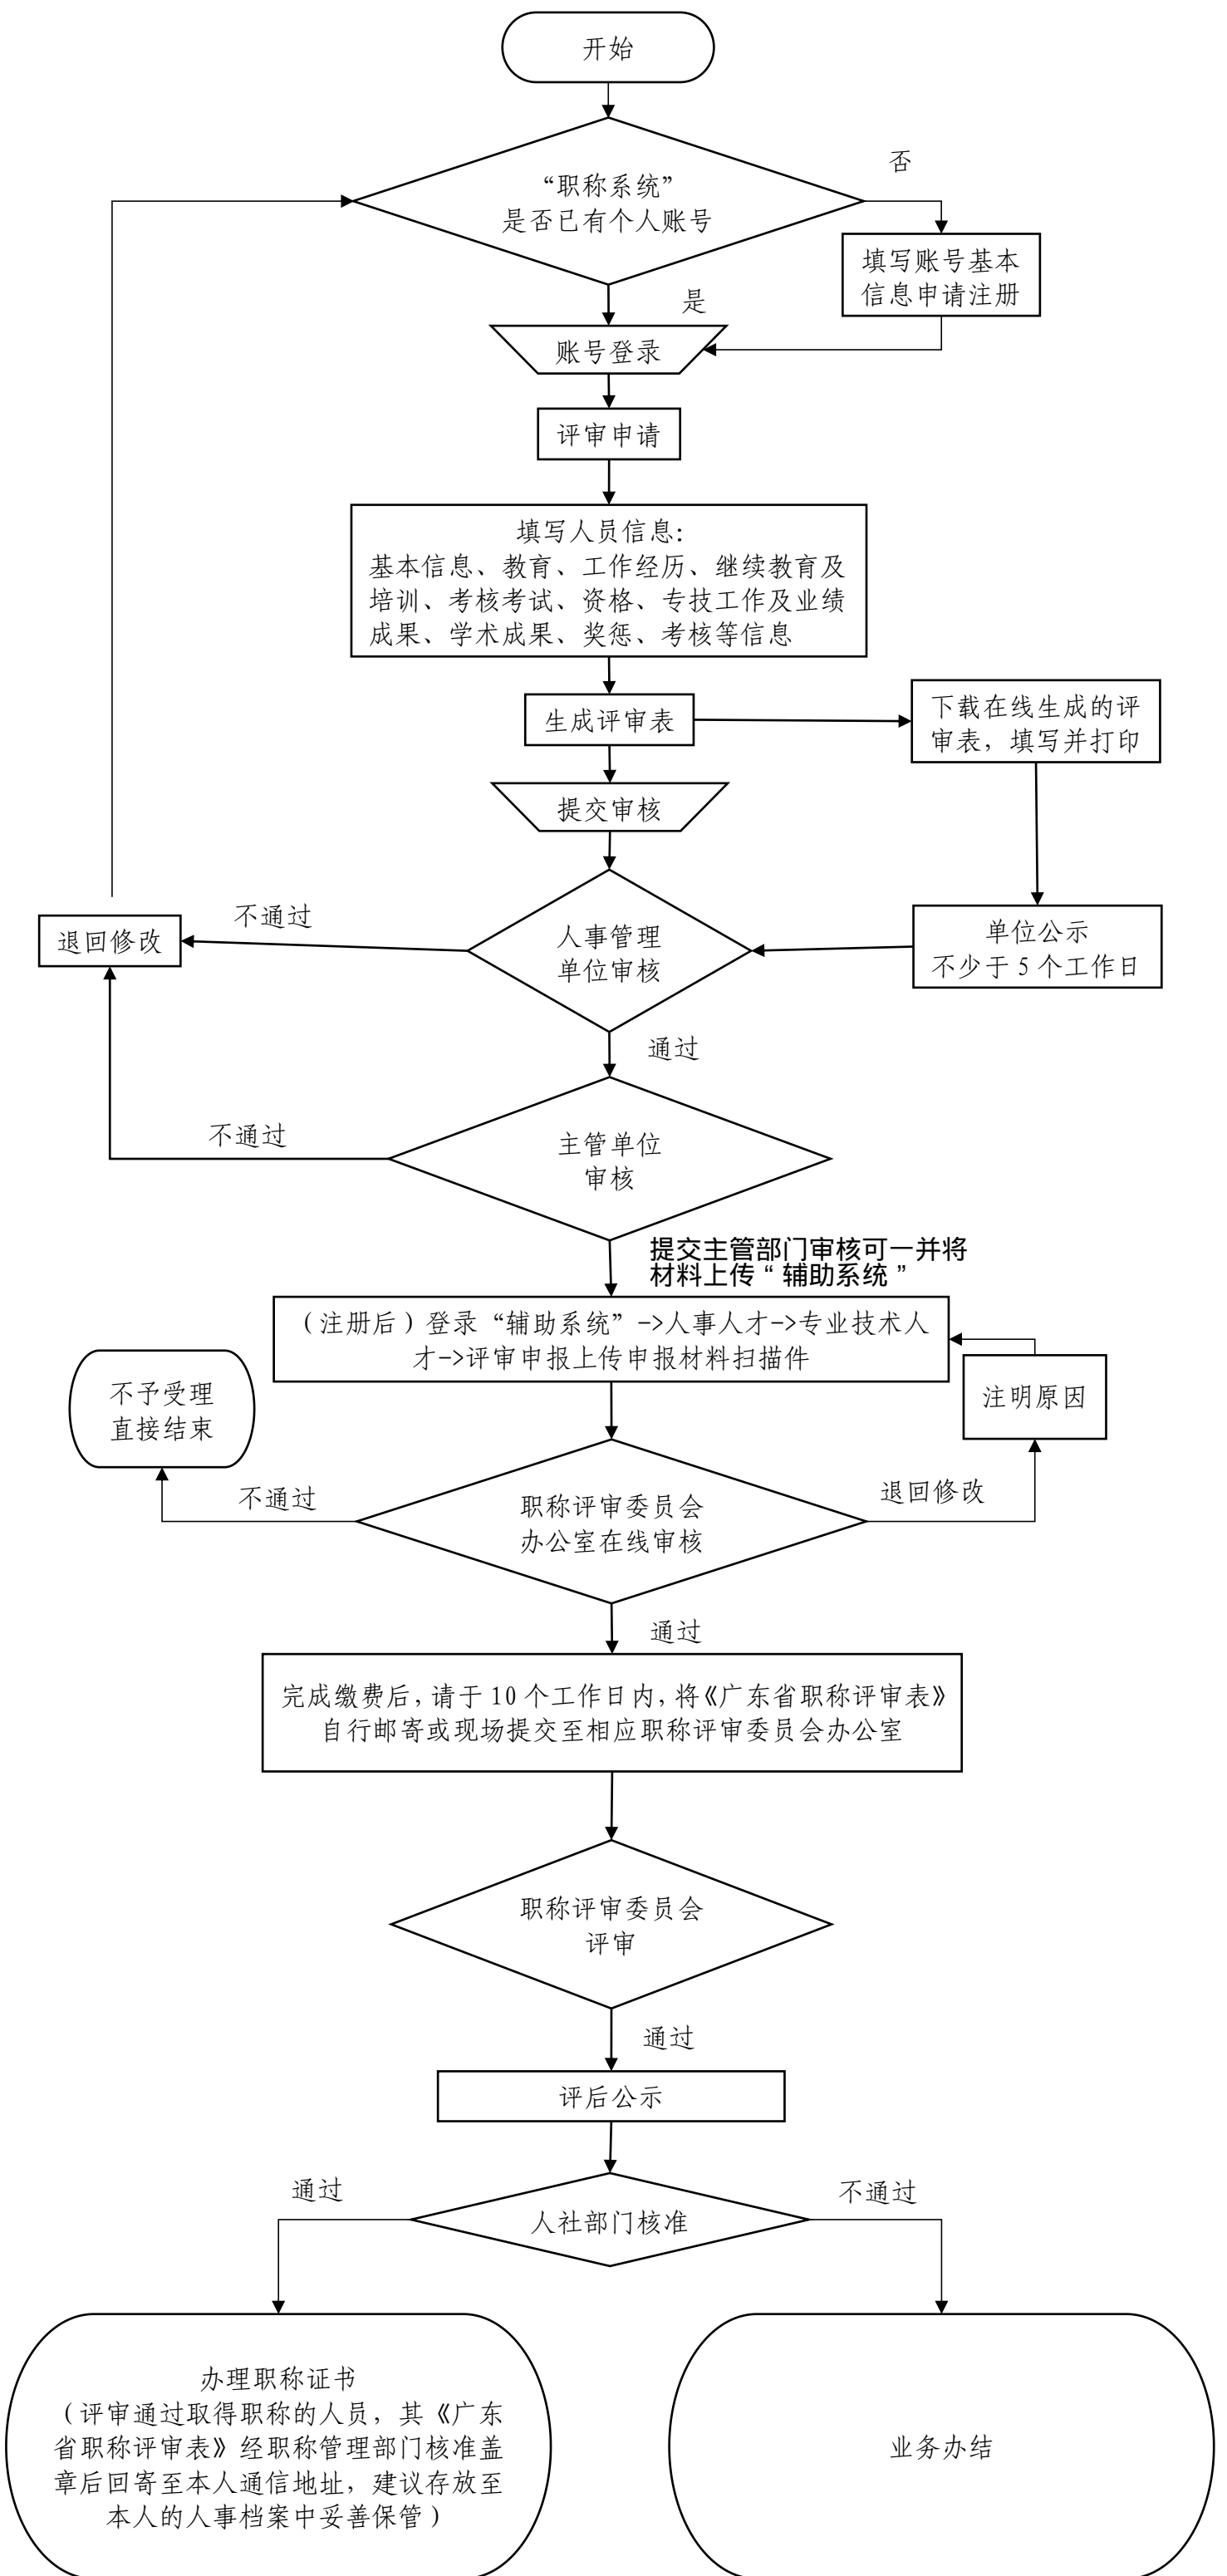 开始
“职称系统”
是否已有个人账号
否
填写账号基本
信息申请注册
是
账号登录
评审申请
填写人员信息：
基本信息、教育、工作经历、继续教育及
培训、考核考试、资格、专技工作及业绩
成果、学术成果、奖惩、考核等信息
生成评审表
下载在线生成的评
审表，填写并打印
提交审核
不通过
退回修改
人事管理
单位审核
单位公示
不少于 5 个工作日
通过
不通过
主管单位
审核
提交主管部门审核可一并将
材料上传“辅助系统”
（注册后）登录“辅助系统”->人事人才->专业技术人
才->评审申报上传申报材料扫描件
不予受理
直接结束
注明原因
不通过
退回修改
职称评审委员会
办公室在线审核
通过
完成缴费后，请于 10 个工作日内，将《广东省职称评审表》
自行邮寄或现场提交至相应职称评审委员会办公室
职称评审委员会
评审
通过
评后公示
通过
不通过
人社部门核准
办理职称证书
（评审通过取得职称的人员，其《广东
省职称评审表》经职称管理部门核准盖
章后回寄至本人通信地址，建议存放至
本人的人事档案中妥善保管）
业务办结